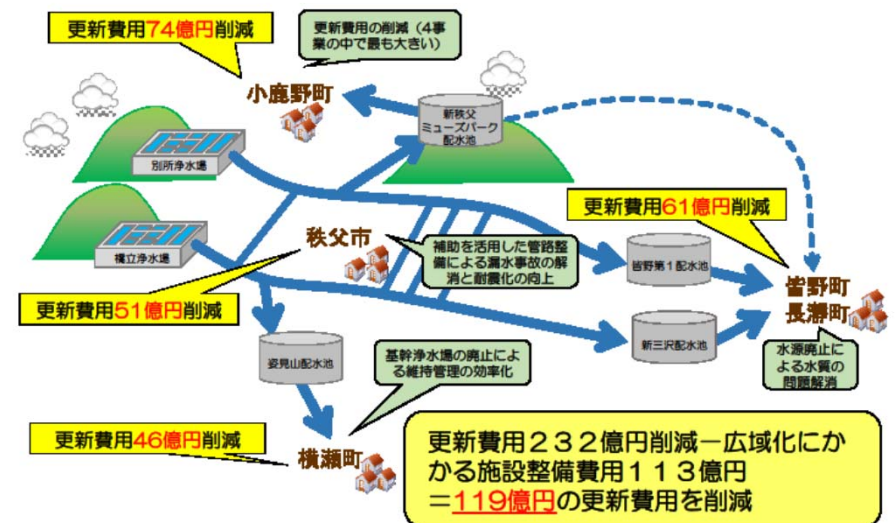 更新費用74億円削減
更新費用の削減（4事
業の中で最も大きい）
小鹿野町
新秩父
ミューズパーク
配水池
別所浄水場
更新費用61億円削減
秩父市
補助を活用した管路整
備による漏水事故の解
消と耐震化の向上
橋立浄水場
皆野第1配水池
皆野町
長瀞町
更新費用51億円削減
新三沢配水池
水源廃止
による水質の
問題解消
姿見山配水池
基幹浄水場の廃止によ
る維持管理の効率化
更新費用46億円削減
横瀬町
更新費用２３２億円削減－広域化にか
かる施設整備費用１１３億円
＝119億円の更新費用を削減